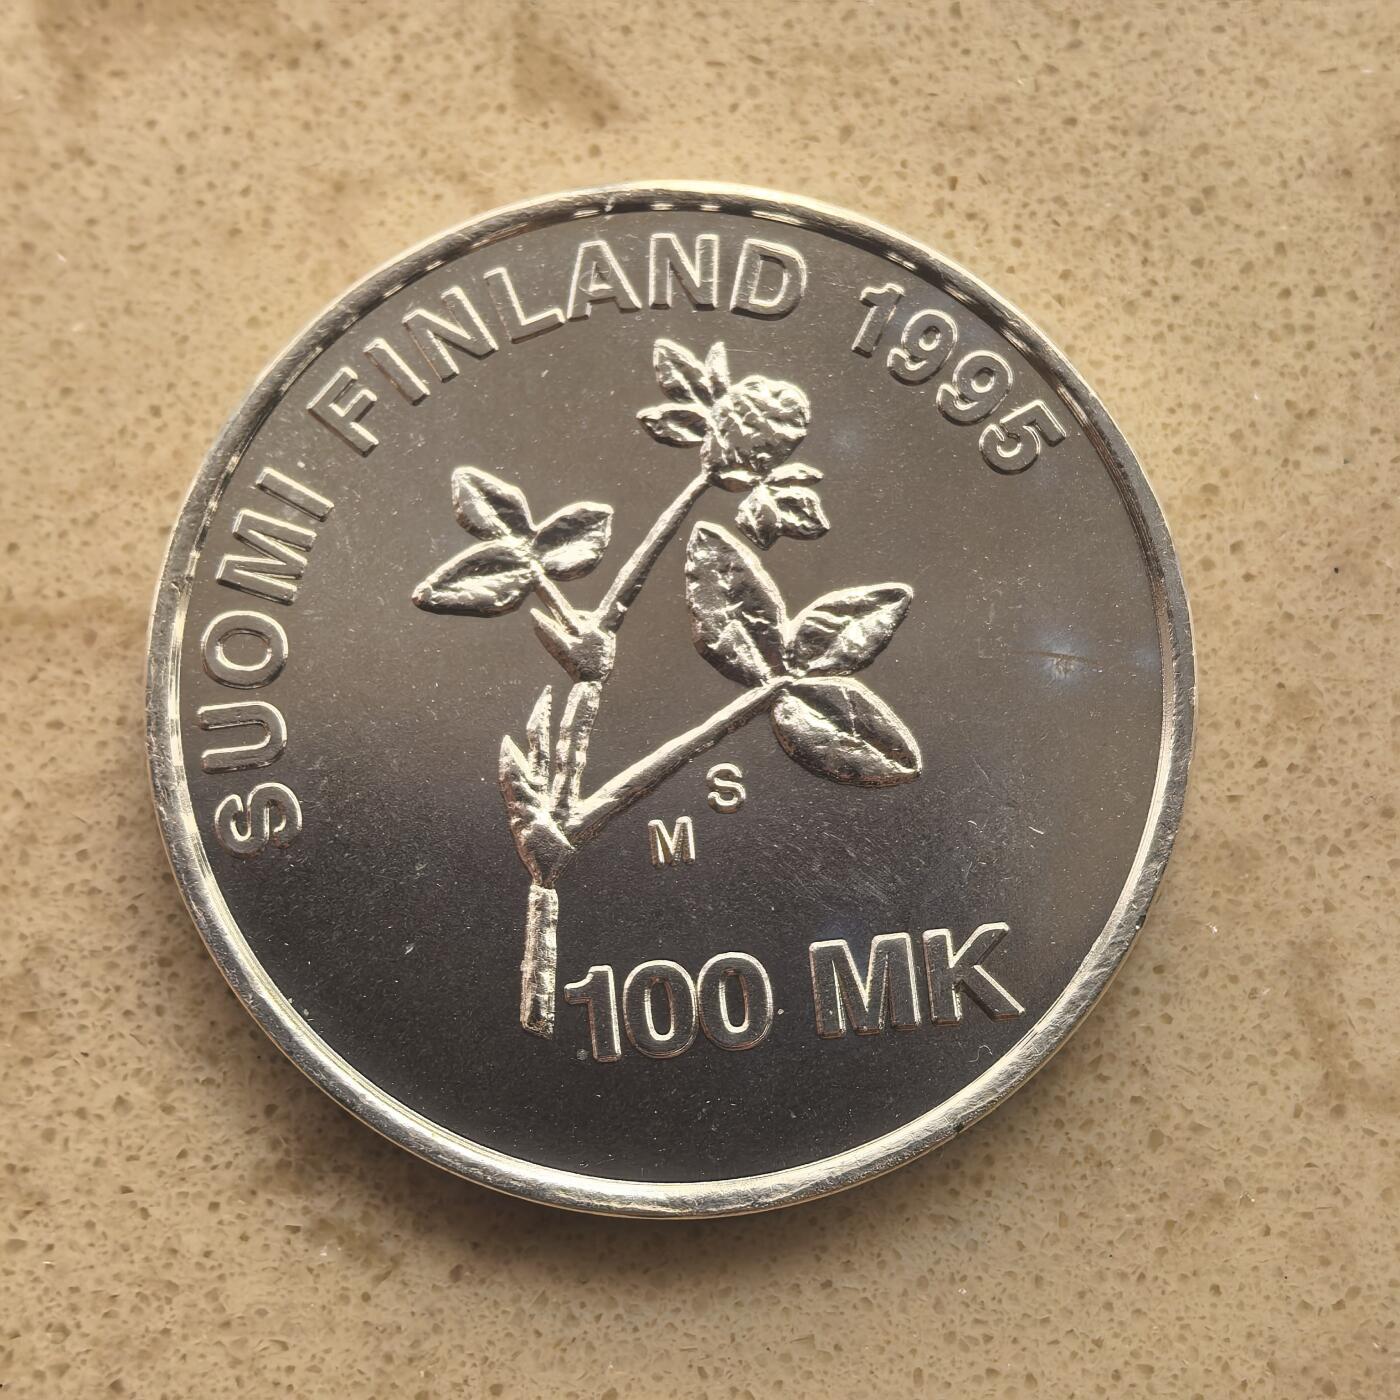 SUOMI FINLAND 1995
S
M
100 MK